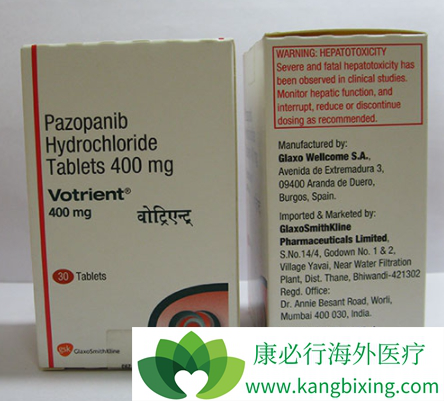 Pazopanib
Hydrochloride
Tablets 400 mg
Votrient®
400 mg
वोट्रिएन्ट्
30 Tablets
gsk GlaxoSmithKline
WARNING: HEPATOTOXICITY
Severe and fatal hepatotoxicity has
been observed in clinical studies.
Monitor hepatic function, and
interrupt, reduce or discontinue
dosing as recommended.
Manufactured by:
Glaxo Wellcome S.A.,
Avenida de Extremadura 3,
09400 Aranda de Duero,
Burgos, Spain.
Imported & Marketed by:
GlaxoSmithKline
Pharmaceuticals Limited,
S.No.14/4, Godown No. 1 & 2,
Village Yavai, Near Water Filtration
Plant, Dist. Thane, Bhiwandi-421302
Regd. Office:
Dr. Annie Besant Road, Worli,
Mumbai 400 030, India.
康必行海外医疗
www.kangbixing.com